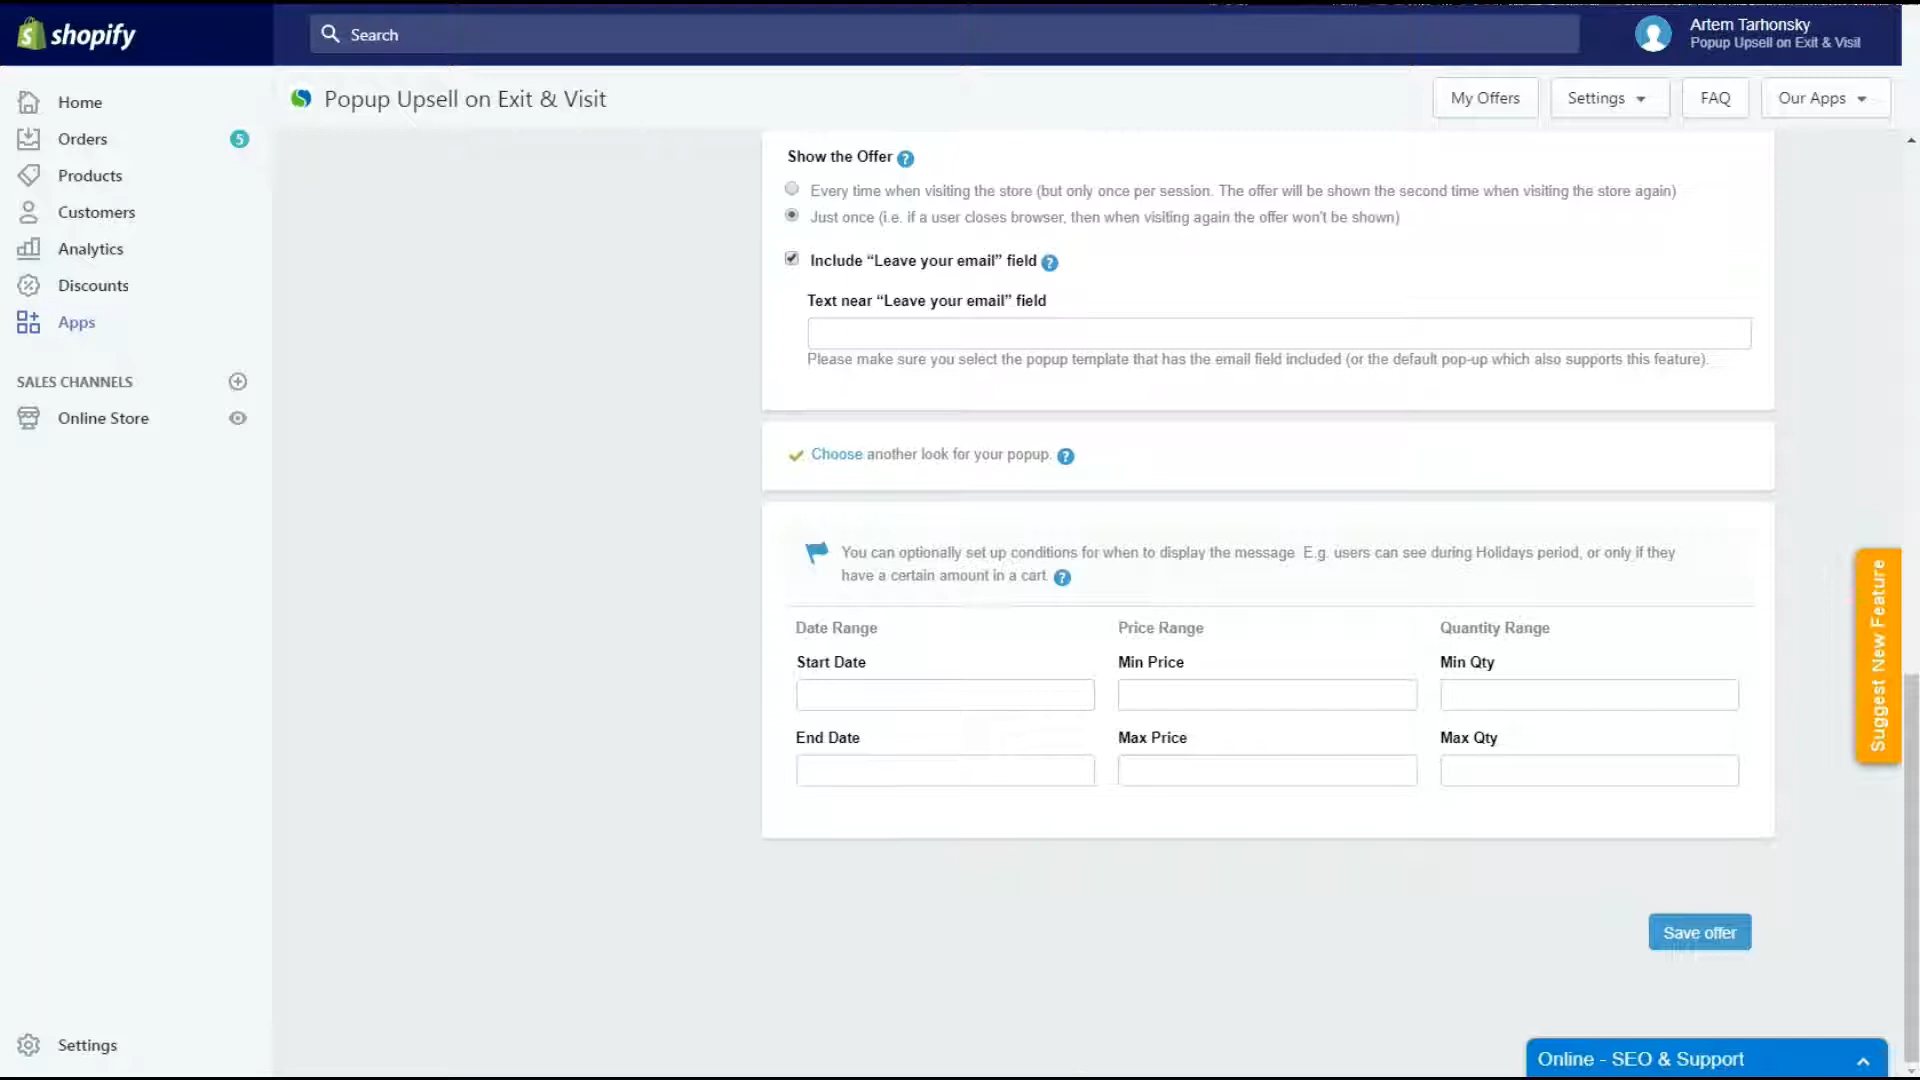 shopify
Search
Artem Tarhonsky
Popup Upsell on Exit & Visit
Home
Orders
5
Products
Customers
Analytics
Discounts
Apps
SALES CHANNELS
Online Store
Settings
Popup Upsell on Exit & Visit
My Offers
Settings
FAQ
Our Apps
Show the Offer ?
Every time when visiting the store (but only once per session. The offer will be shown the second time when visiting the store again)
Just once (i.e. if a user closes browser, then when visiting again the offer won't be shown)
Include “Leave your email” field ?
Text near “Leave your email” field
Please make sure you select the popup template that has the email field included (or the default pop-up which also supports this feature).
Choose another look for your popup. ?
You can optionally set up conditions for when to display the message. E.g. users can see during Holidays period, or only if they
have a certain amount in a cart ?
Date Range
Price Range
Quantity Range
Start Date
Min Price
Min Qty
End Date
Max Price
Max Qty
Save offer
Suggest New Feature
Online - SEO & Support